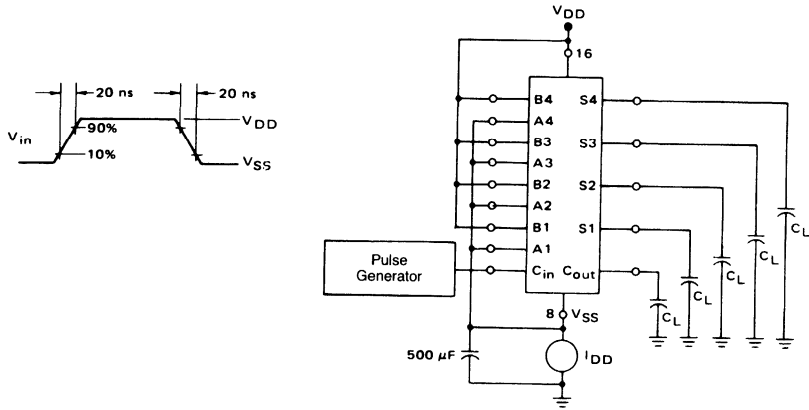 20 ns
20 ns
V_in
90%
10%
V_DD
V_SS
V_DD
16
B4
A4
B3
A3
B2
A2
B1
A1
C_in
S4
S3
S2
S1
C_out
Pulse
Generator
8
V_SS
500 μF
I_DD
C_L
C_L
C_L
C_L
C_L